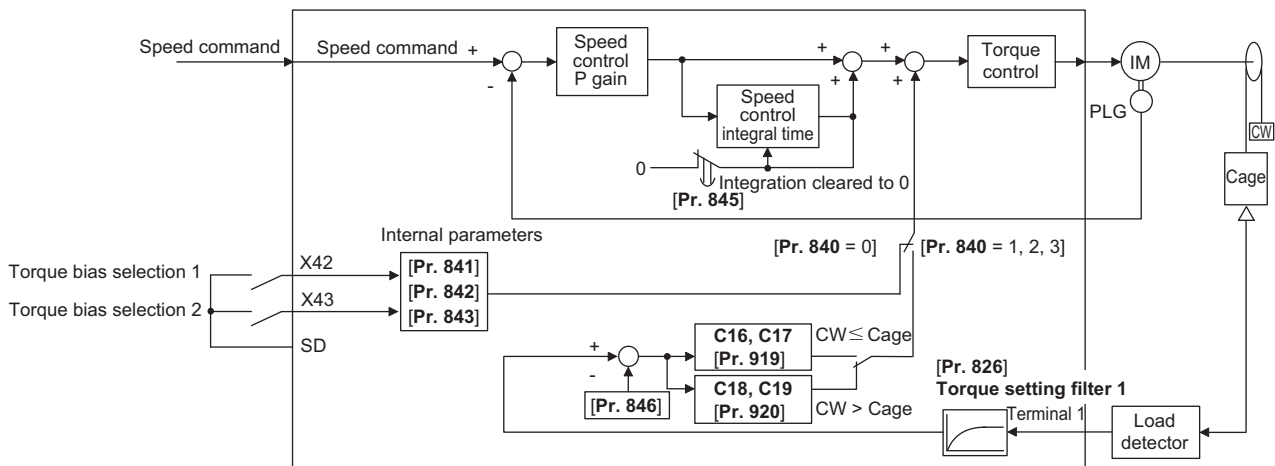 Speed command
Speed command
+
-
Speed
control
P gain
+
+
+
+
Torque
control
IM
PLG
CW
Cage
Speed
control
integral time
0
Integration cleared to 0
[Pr. 845]
Internal parameters
[Pr. 840 = 0]
[Pr. 840 = 1, 2, 3]
Torque bias selection 1
X42
[Pr. 841]
[Pr. 842]
[Pr. 843]
Torque bias selection 2
X43
SD
+
-
[Pr. 846]
C16, C17
[Pr. 919]
CW ≦ Cage
C18, C19
[Pr. 920]
CW > Cage
[Pr. 826]
Torque setting filter 1
Terminal 1
Load
detector